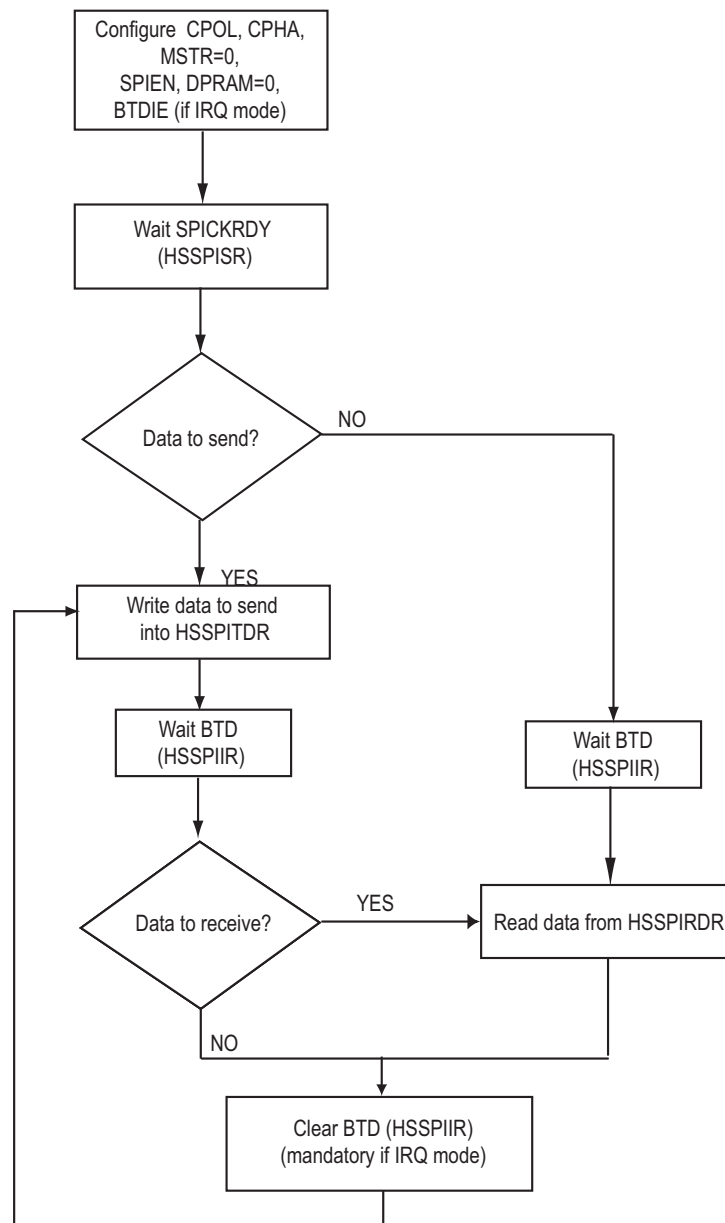 Configure CPOL, CPHA,
MSTR=0,
SPIEN, DPRAM=0,
BTDIE (if IRQ mode)
Wait SPICKRDY
(HSSPISR)
Data to send?
NO
YES
Write data to send
into HSSPITDR
Wait BTD
(HSSPIIR)
Wait BTD
(HSSPIIR)
Data to receive?
YES
Read data from HSSPIRDR
NO
Clear BTD (HSSPIIR)
(mandatory if IRQ mode)